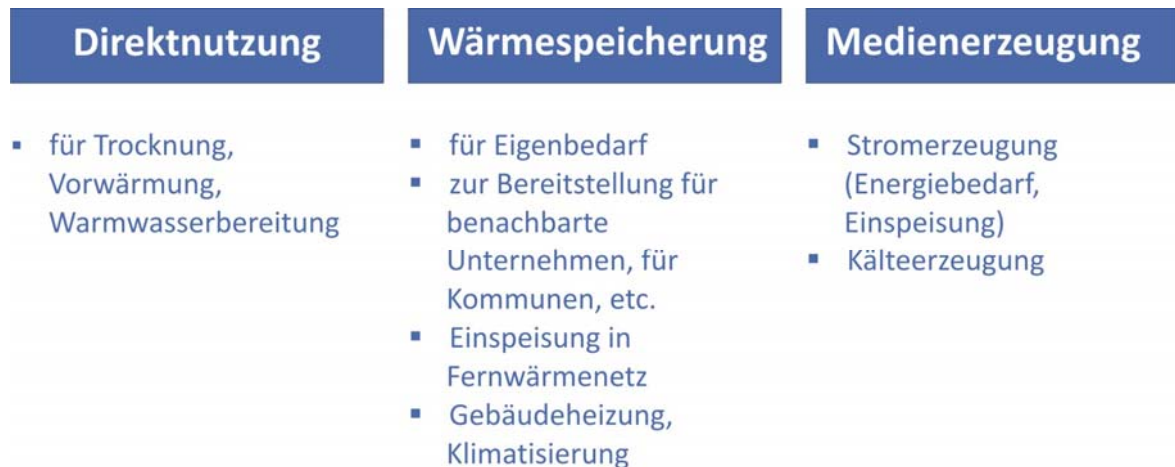 Direktnutzung
▪ für Trocknung,
Vorwärmung,
Warmwasserbereitung
Wärmespeicherung
▪ für Eigenbedarf
▪ zur Bereitstellung für
benachbarte
Unternehmen, für
Kommunen, etc.
▪ Einspeisung in
Fernwärmenetz
▪ Gebäudeheizung,
Klimatisierung
Medienerzeugung
▪ Stromerzeugung
(Energiebedarf,
Einspeisung)
▪ Kälteerzeugung